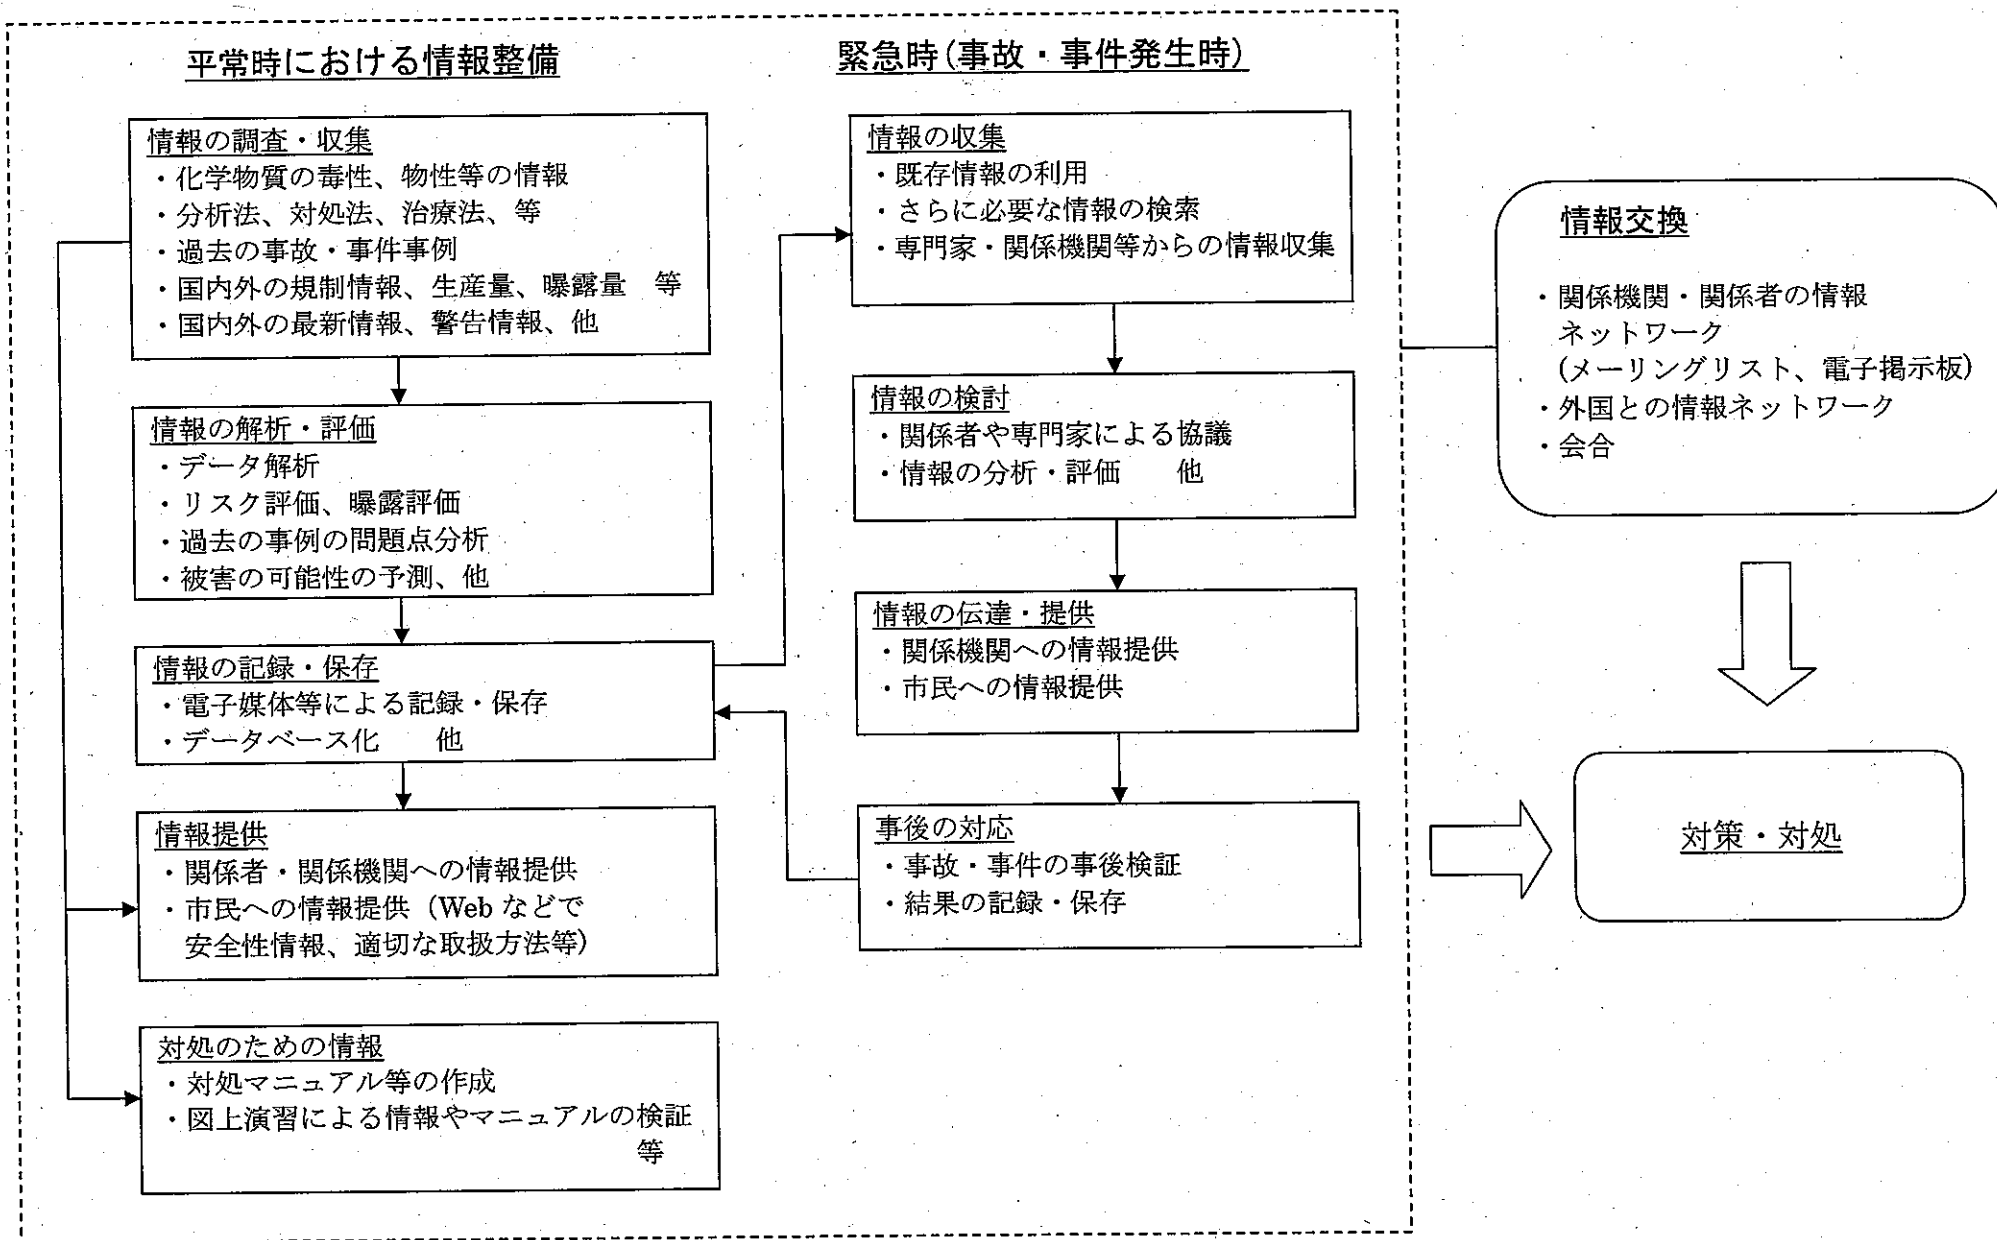 平常時における情報整備
情報の調査・収集
・化学物質の毒性、物性等の情報
・分析法、対処法、治療法、等
・過去の事故・事件事例
・国内外の規制情報、生産量、曝露量　等
・国内外の最新情報、警告情報、他
情報の解析・評価
・データ解析
・リスク評価、曝露評価
・過去の事例の問題点分析
・被害の可能性の予測、他
情報の記録・保存
・電子媒体等による記録・保存
・データベース化　　他
情報提供
・関係者・関係機関への情報提供
・市民への情報提供（Web などで
安全性情報、適切な取扱方法等）
対処のための情報
・対処マニュアル等の作成
・図上演習による情報やマニュアルの検証
等
緊急時(事故・事件発生時)
情報の収集
・既存情報の利用
・さらに必要な情報の検索
・専門家・関係機関等からの情報収集
情報の検討
・関係者や専門家による協議
・情報の分析・評価　　他
情報の伝達・提供
・関係機関への情報提供
・市民への情報提供
事後の対応
・事故・事件の事後検証
・結果の記録・保存
情報交換
・関係機関・関係者の情報
ネットワーク
(メーリングリスト、電子掲示板)
・外国との情報ネットワーク
・会合
対策・対処